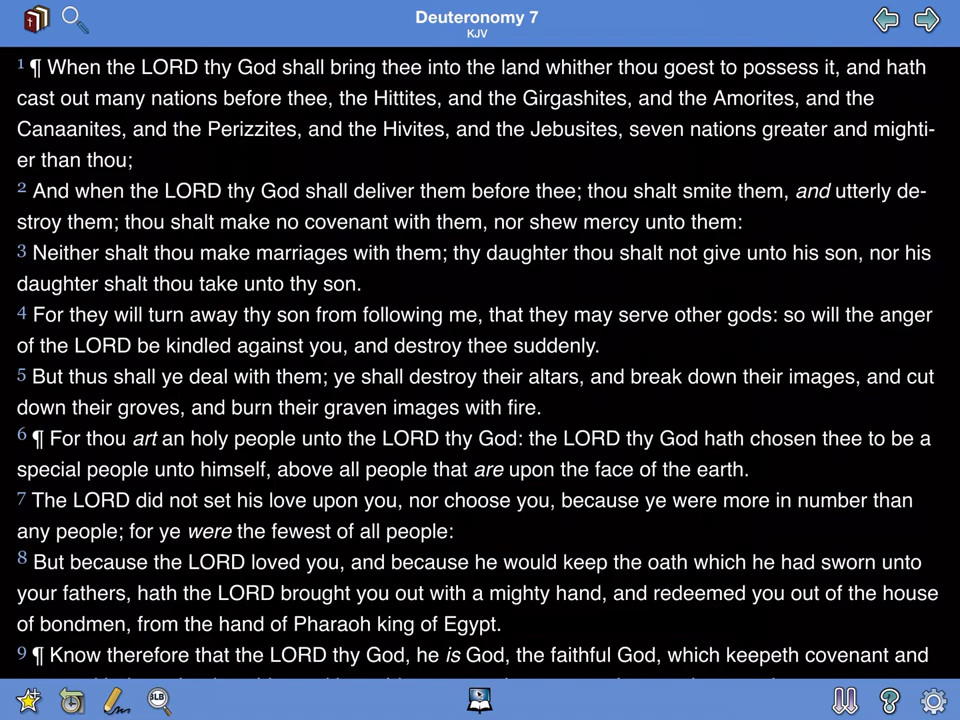 Deuteronomy 7
KJV
1 ¶ When the LORD thy God shall bring thee into the land whither thou goest to possess it, and hath
cast out many nations before thee, the Hittites, and the Girgashites, and the Amorites, and the
Canaanites, and the Perizzites, and the Hivites, and the Jebusites, seven nations greater and mighti-
er than thou;
2 And when the LORD thy God shall deliver them before thee; thou shalt smite them, and utterly de-
stroy them; thou shalt make no covenant with them, nor shew mercy unto them:
3 Neither shalt thou make marriages with them; thy daughter thou shalt not give unto his son, nor his
daughter shalt thou take unto thy son.
4 For they will turn away thy son from following me, that they may serve other gods: so will the anger
of the LORD be kindled against you, and destroy thee suddenly.
5 But thus shall ye deal with them; ye shall destroy their altars, and break down their images, and cut
down their groves, and burn their graven images with fire.
6 ¶ For thou art an holy people unto the LORD thy God: the LORD thy God hath chosen thee to be a
special people unto himself, above all people that are upon the face of the earth.
7 The LORD did not set his love upon you, nor choose you, because ye were more in number than
any people; for ye were the fewest of all people:
8 But because the LORD loved you, and because he would keep the oath which he had sworn unto
your fathers, hath the LORD brought you out with a mighty hand, and redeemed you out of the house
of bondmen, from the hand of Pharaoh king of Egypt.
9 ¶ Know therefore that the LORD thy God, he is God, the faithful God, which keepeth covenant and
BLB